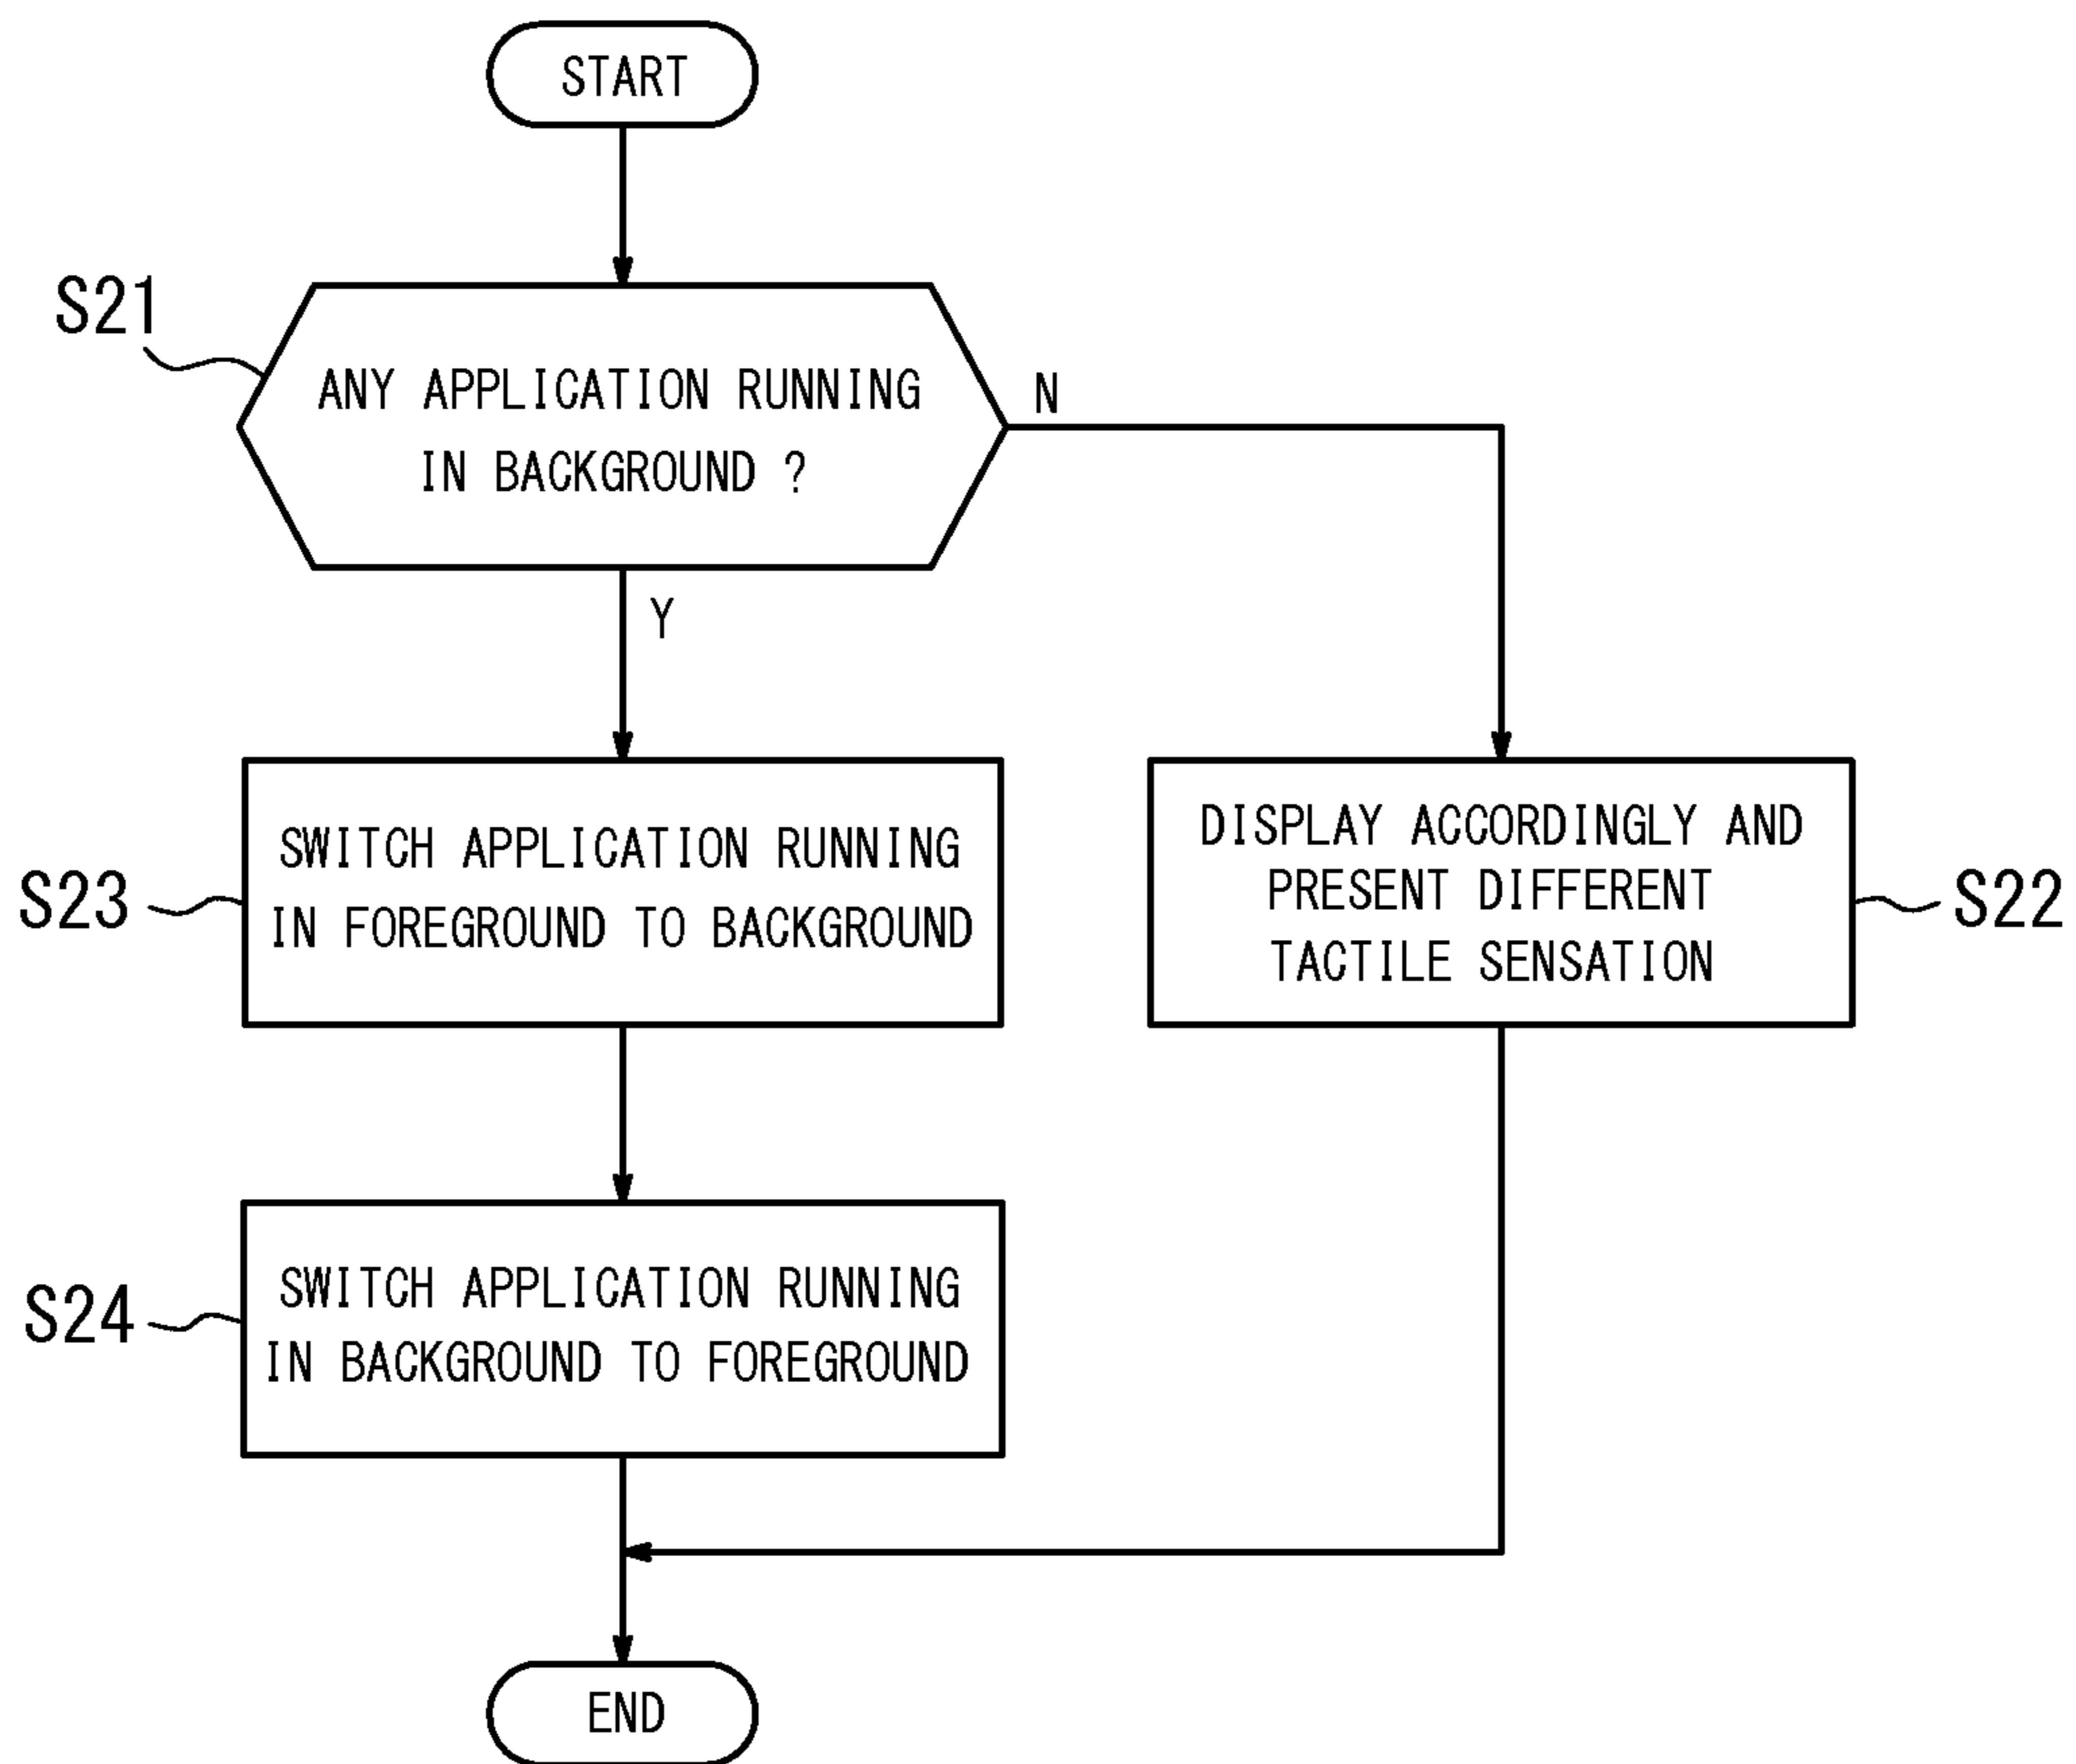 START
S21
ANY APPLICATION RUNNING
IN BACKGROUND ?
N
Y
S23
SWITCH APPLICATION RUNNING
IN FOREGROUND TO BACKGROUND
DISPLAY ACCORDINGLY AND
PRESENT DIFFERENT
TACTILE SENSATION
S22
S24
SWITCH APPLICATION RUNNING
IN BACKGROUND TO FOREGROUND
END